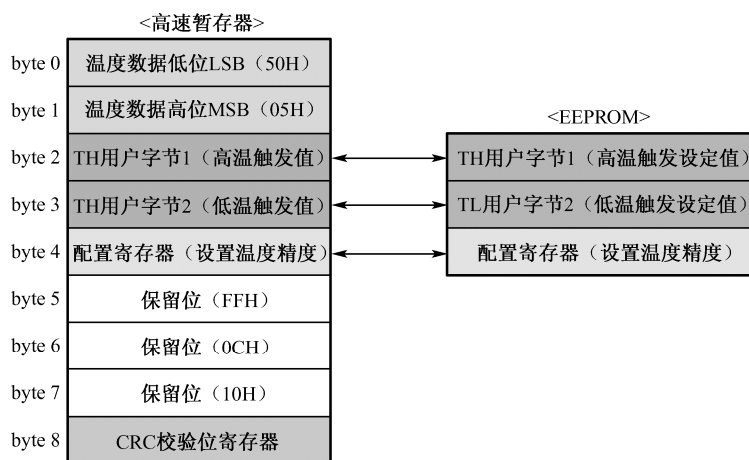 <高速暂存器>
byte 0 温度数据低位LSB（50H）
byte 1 温度数据高位MSB（05H）
<EEPROM>
byte 2 TH用户字节1（高温触发值） TH用户字节1（高温触发设定值）
byte 3 TH用户字节2（低温触发值） TL用户字节2（低温触发设定值）
byte 4 配置寄存器（设置温度精度） 配置寄存器（设置温度精度）
byte 5 保留位（FFH）
byte 6 保留位（0CH）
byte 7 保留位（10H）
byte 8 CRC校验位寄存器